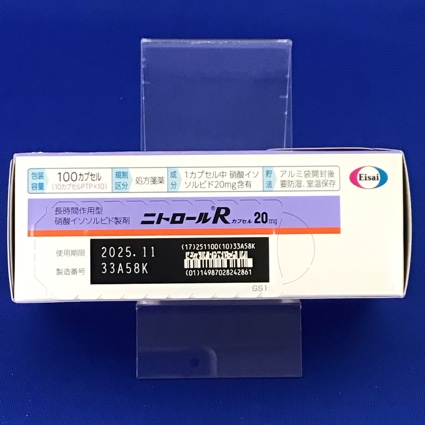 包装容量 100カプセル (10カプセルPTP×10) 規制区分 処方箋薬 成分 1カプセル中 硝酸イソソルビド20mg含有 貯法 アルミ袋開封後要防湿、室温保存 Eisai
長時間作用型
硝酸イソソルビド製剤
ニトロールRカプセル 20mg
使用期限 2025.11
製造番号 33A58K
(17)251100(10)33A58K
(01)14987028242861
GS1